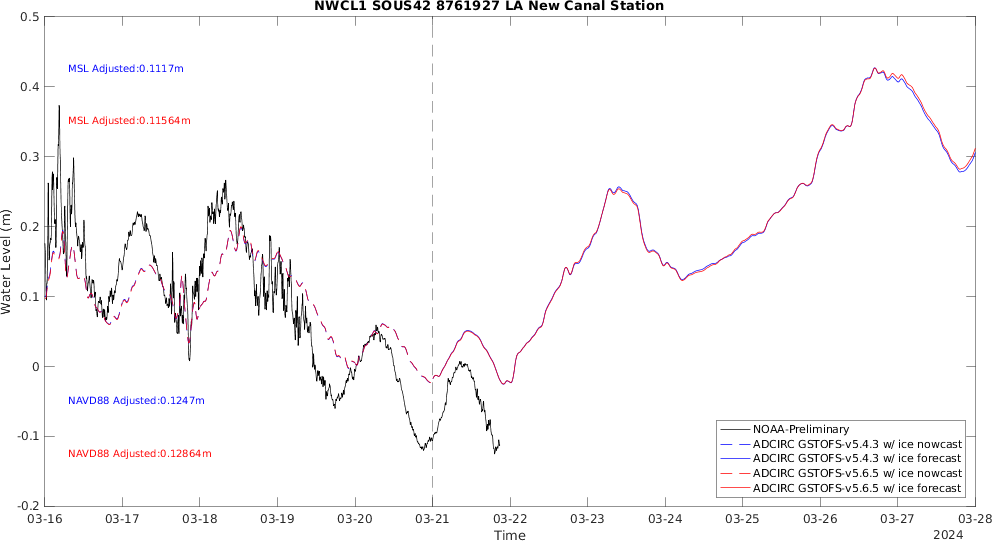 NWCL1 SOUS42 8761927 LA New Canal Station
0.5
0.4
0.3
0.2
0.1
0
-0.1
-0.2
Water Level (m)
MSL Adjusted:0.1117m
MSL Adjusted:0.11564m
NAVD88 Adjusted:0.1247m
NAVD88 Adjusted:0.12864m
NOAA-Preliminary
ADCIRC GSTOFS-v5.4.3 w/ ice nowcast
ADCIRC GSTOFS-v5.4.3 w/ ice forecast
ADCIRC GSTOFS-v5.6.5 w/ ice nowcast
ADCIRC GSTOFS-v5.6.5 w/ ice forecast
03-16 03-17 03-18 03-19 03-20 03-21 03-22 03-23 03-24 03-25 03-26 03-27 03-28
Time
2024